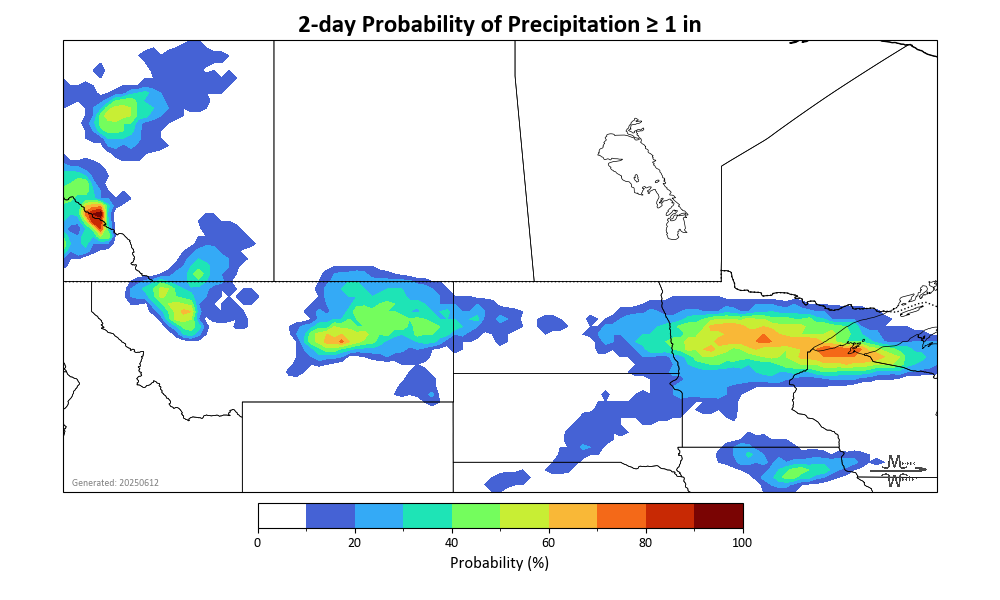 2-day Probability of Precipitation ≥ 1 in
Generated: 20250612
M
W
0 20 40 60 80 100
Probability (%)